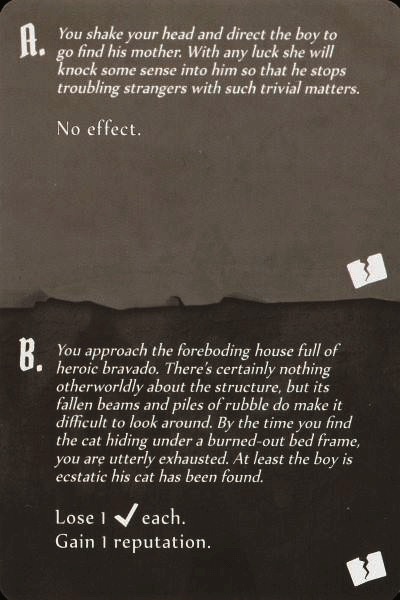 A.
You shake your head and direct the boy to
go find his mother. With any luck she will
knock some sense into him so that he stops
troubling strangers with such trivial matters.
No effect.
B.
You approach the foreboding house full of
heroic bravado. There's certainly nothing
otherworldly about the structure, but its
fallen beams and piles of rubble do make it
difficult to look around. By the time you find
the cat hiding under a burned-out bed frame,
you are utterly exhausted. At least the boy is
ecstatic his cat has been found.
Lose 1 ✓ each.
Gain 1 reputation.